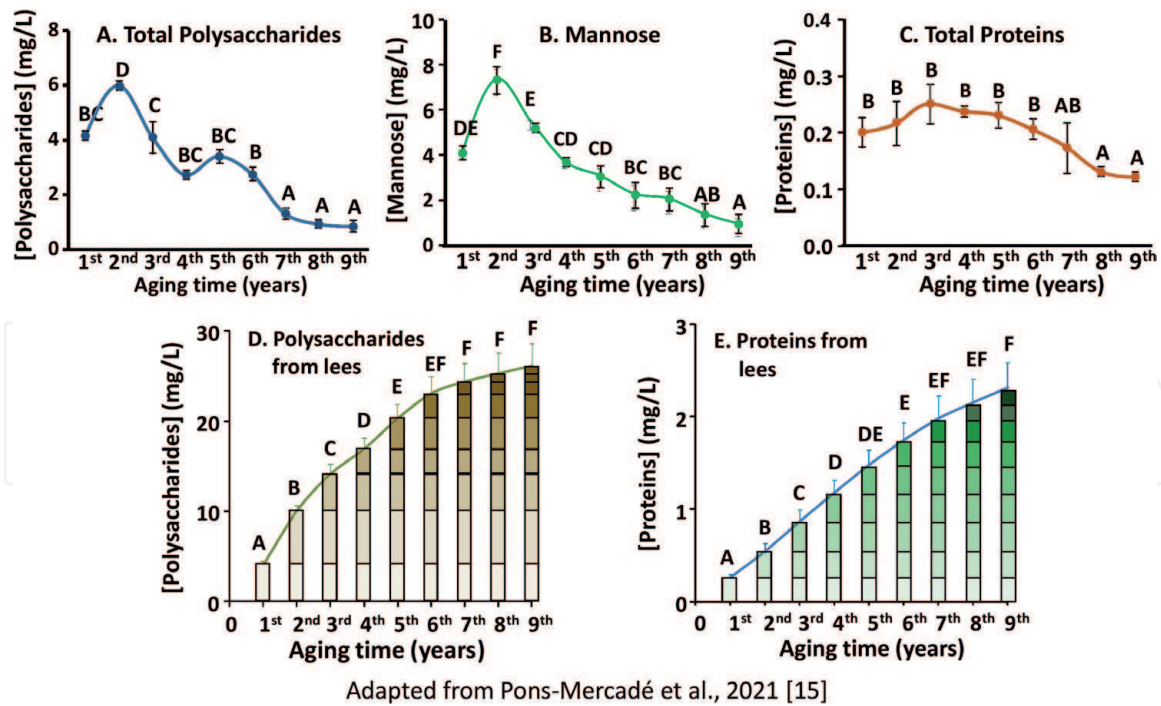 A. Total Polysaccharides
[Polysaccharides] (mg/L)
8
6
4
2
0
BC
D
C
BC
BC
B
A
A
A
1st 2nd 3rd 4th 5th 6th 7th 8th 9th
Aging time (years)
B. Mannose
[Mannose] (mg/L)
10
8
6
4
2
0
DE
F
E
CD
CD
BC
BC
AB
A
1st 2nd 3rd 4th 5th 6th 7th 8th 9th
Aging time (years)
C. Total Proteins
[Proteins] (mg/L)
0.4
0.3
0.2
0.1
0.0
B
B
B
B
B
B
AB
A
A
1st 2nd 3rd 4th 5th 6th 7th 8th 9th
Aging time (years)
D. Polysaccharides
from lees
[Polysaccharides] (mg/L)
30
20
10
0
A
B
C
D
E
EF
F
F
F
0 1st 2nd 3rd 4th 5th 6th 7th 8th 9th
Aging time (years)
E. Proteins from
lees
[Proteins] (mg/L)
3
2
1
0
A
B
C
D
DE
E
EF
EF
F
0 1st 2nd 3rd 4th 5th 6th 7th 8th 9th
Aging time (years)
Adapted from Pons-Mercadé et al., 2021 [15]